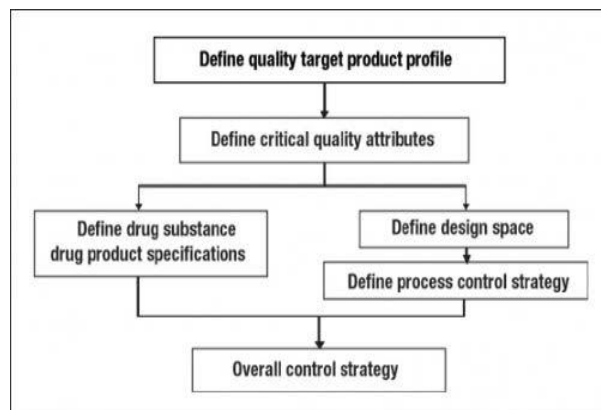 Define quality target product profile
Define critical quality attributes
Define drug substance
drug product specifications
Define design space
Define process control strategy
Overall control strategy